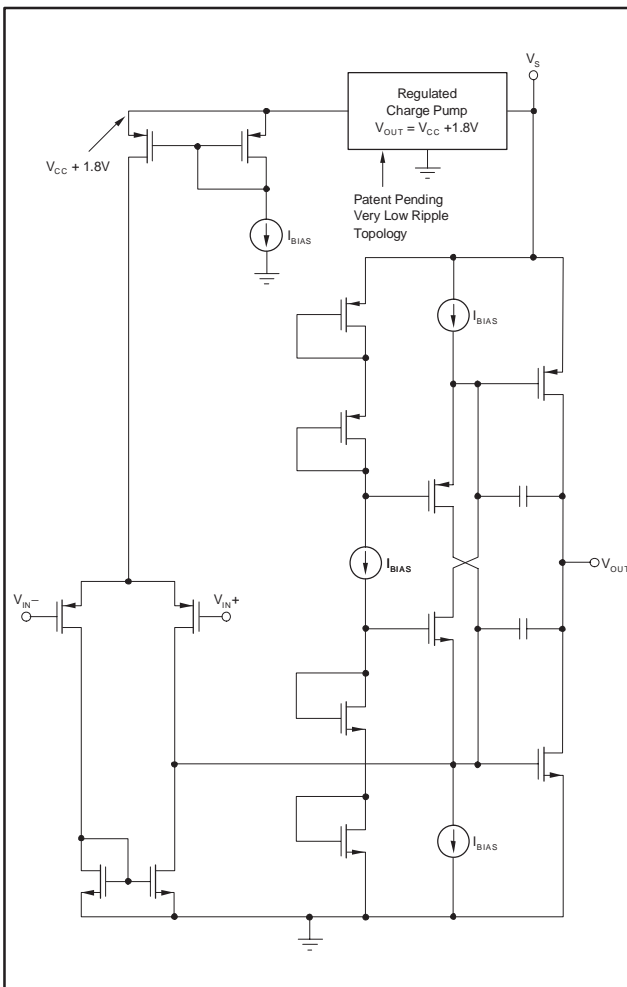 V_S
Regulated
Charge Pump
V_OUT = V_CC +1.8V
V_CC + 1.8V
Patent Pending
Very Low Ripple
Topology
I_BIAS
I_BIAS
I_BIAS
V_OUT
V_IN−
V_IN+
I_BIAS